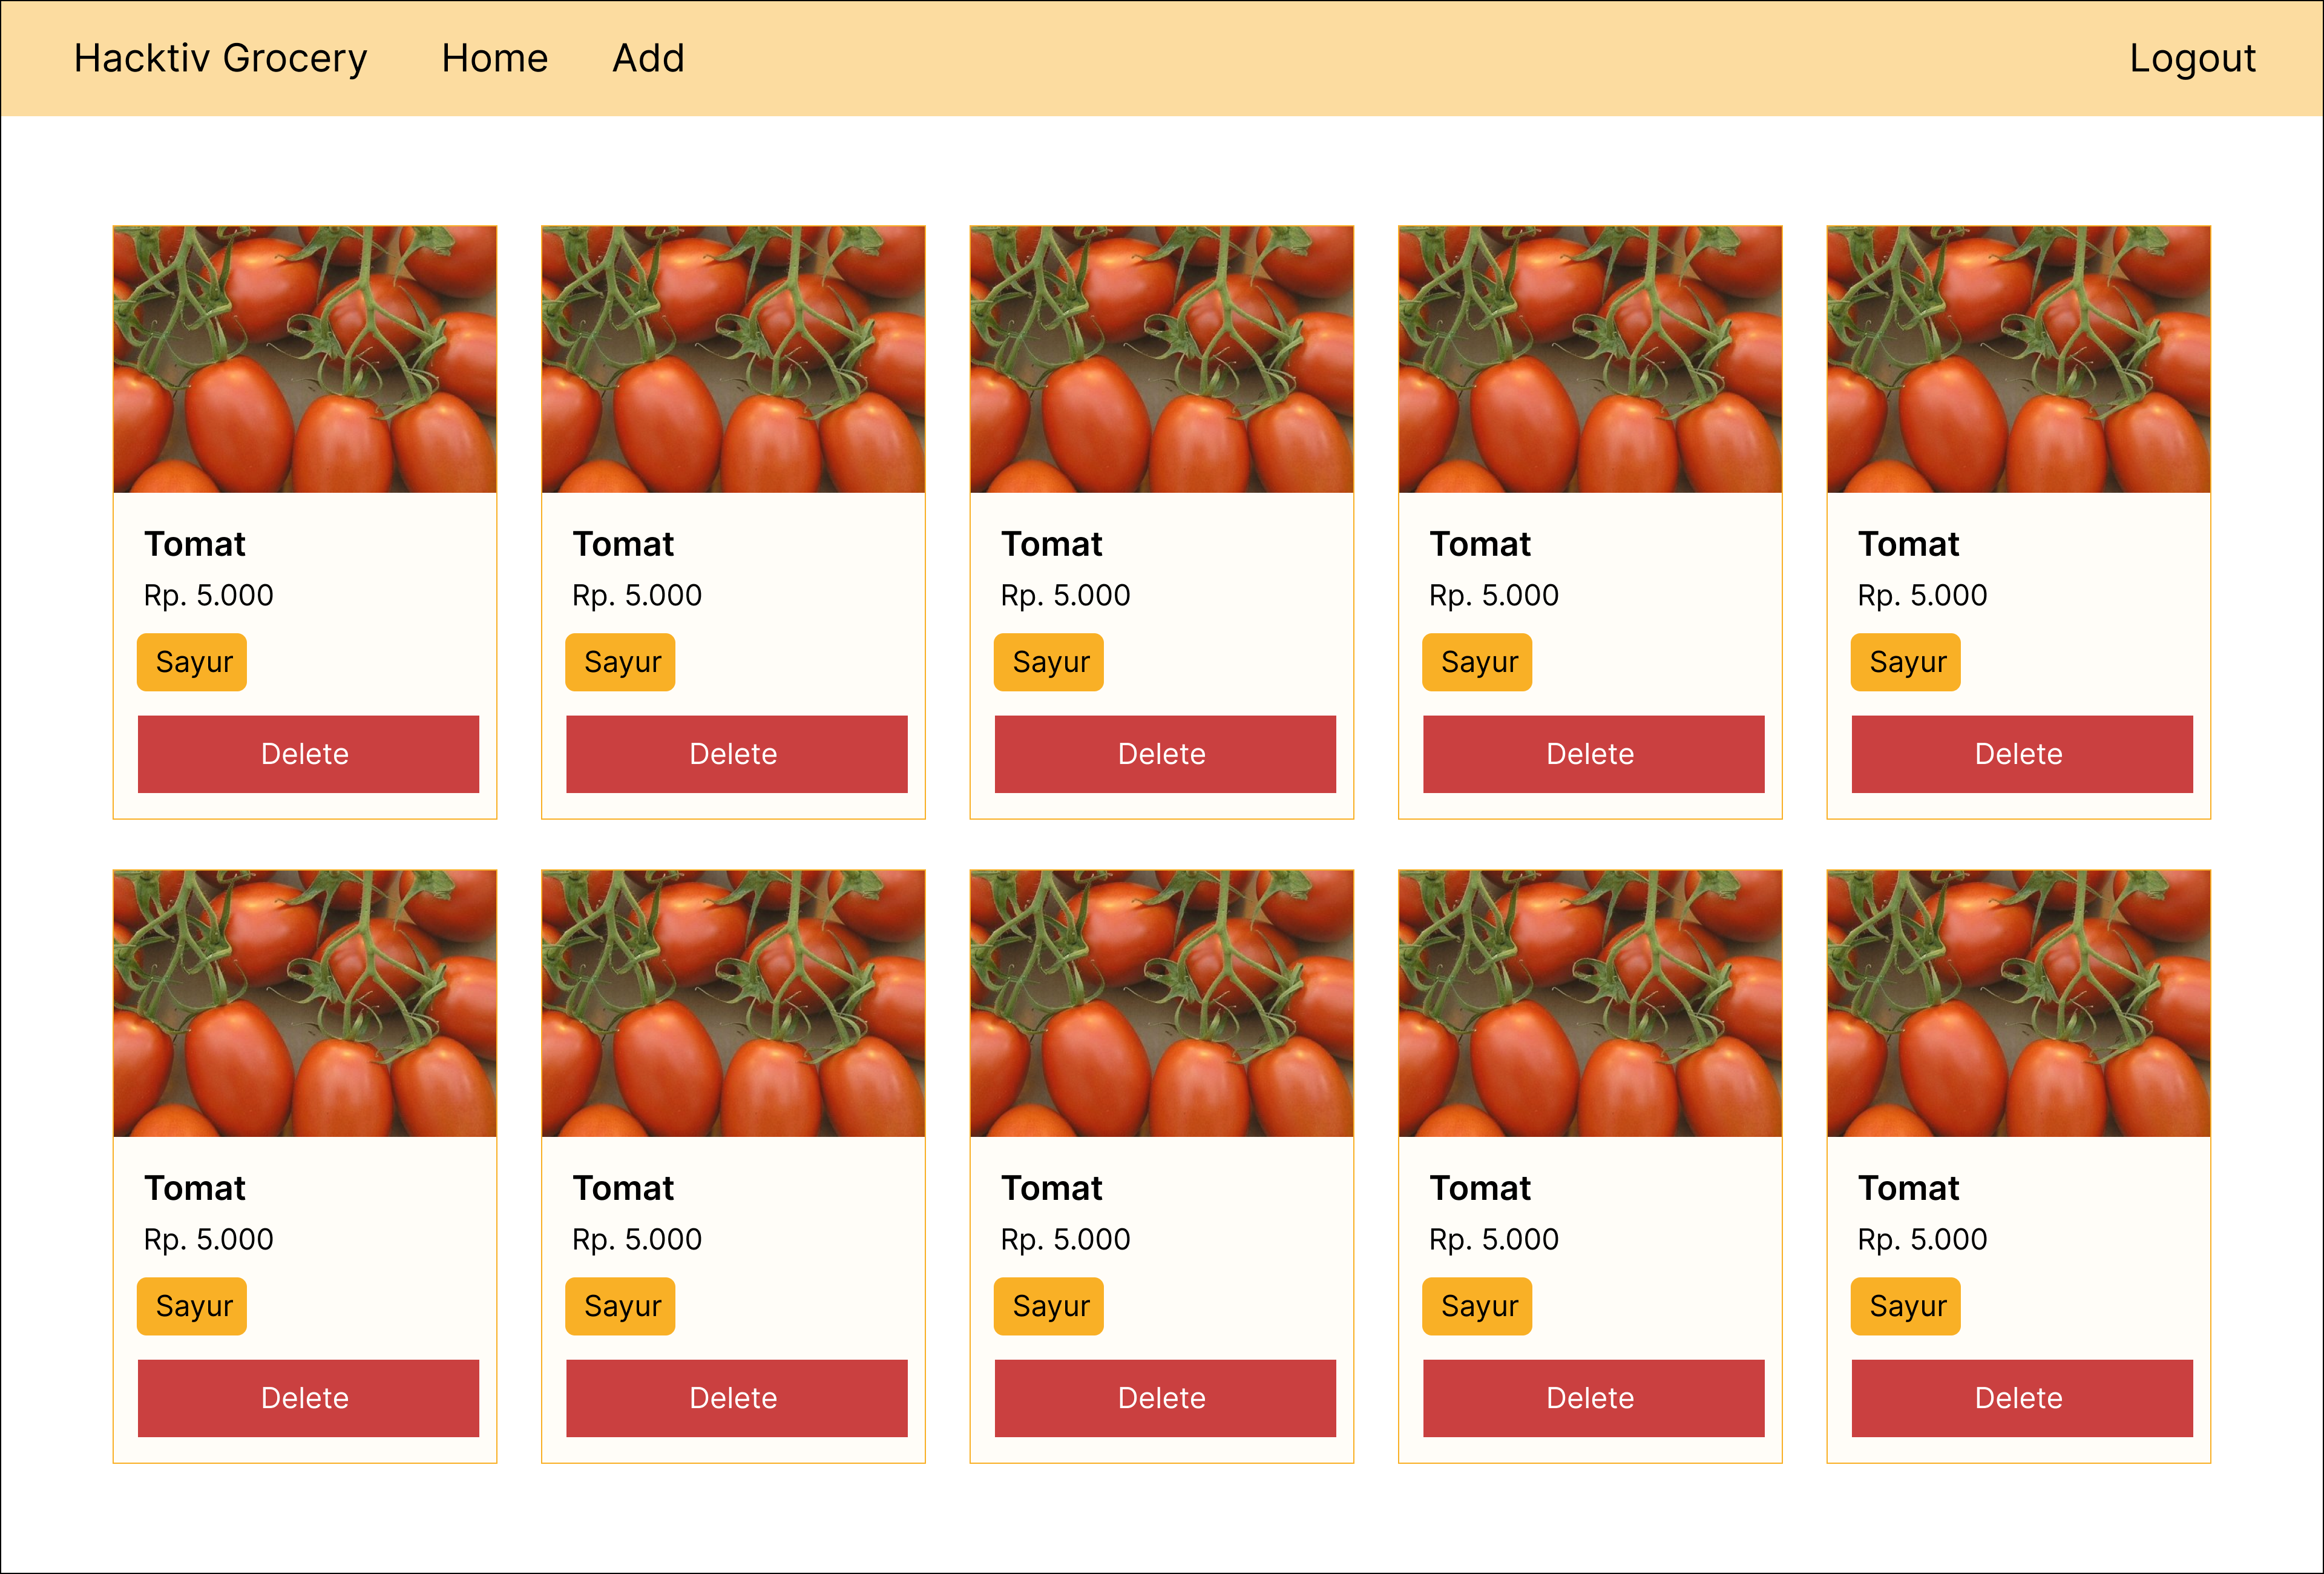 Hacktiv Grocery Home Add Logout
Tomat Tomat Tomat Tomat Tomat
Rp. 5.000 Rp. 5.000 Rp. 5.000 Rp. 5.000 Rp. 5.000
Sayur Sayur Sayur Sayur Sayur
Delete Delete Delete Delete Delete
Tomat Tomat Tomat Tomat Tomat
Rp. 5.000 Rp. 5.000 Rp. 5.000 Rp. 5.000 Rp. 5.000
Sayur Sayur Sayur Sayur Sayur
Delete Delete Delete Delete Delete